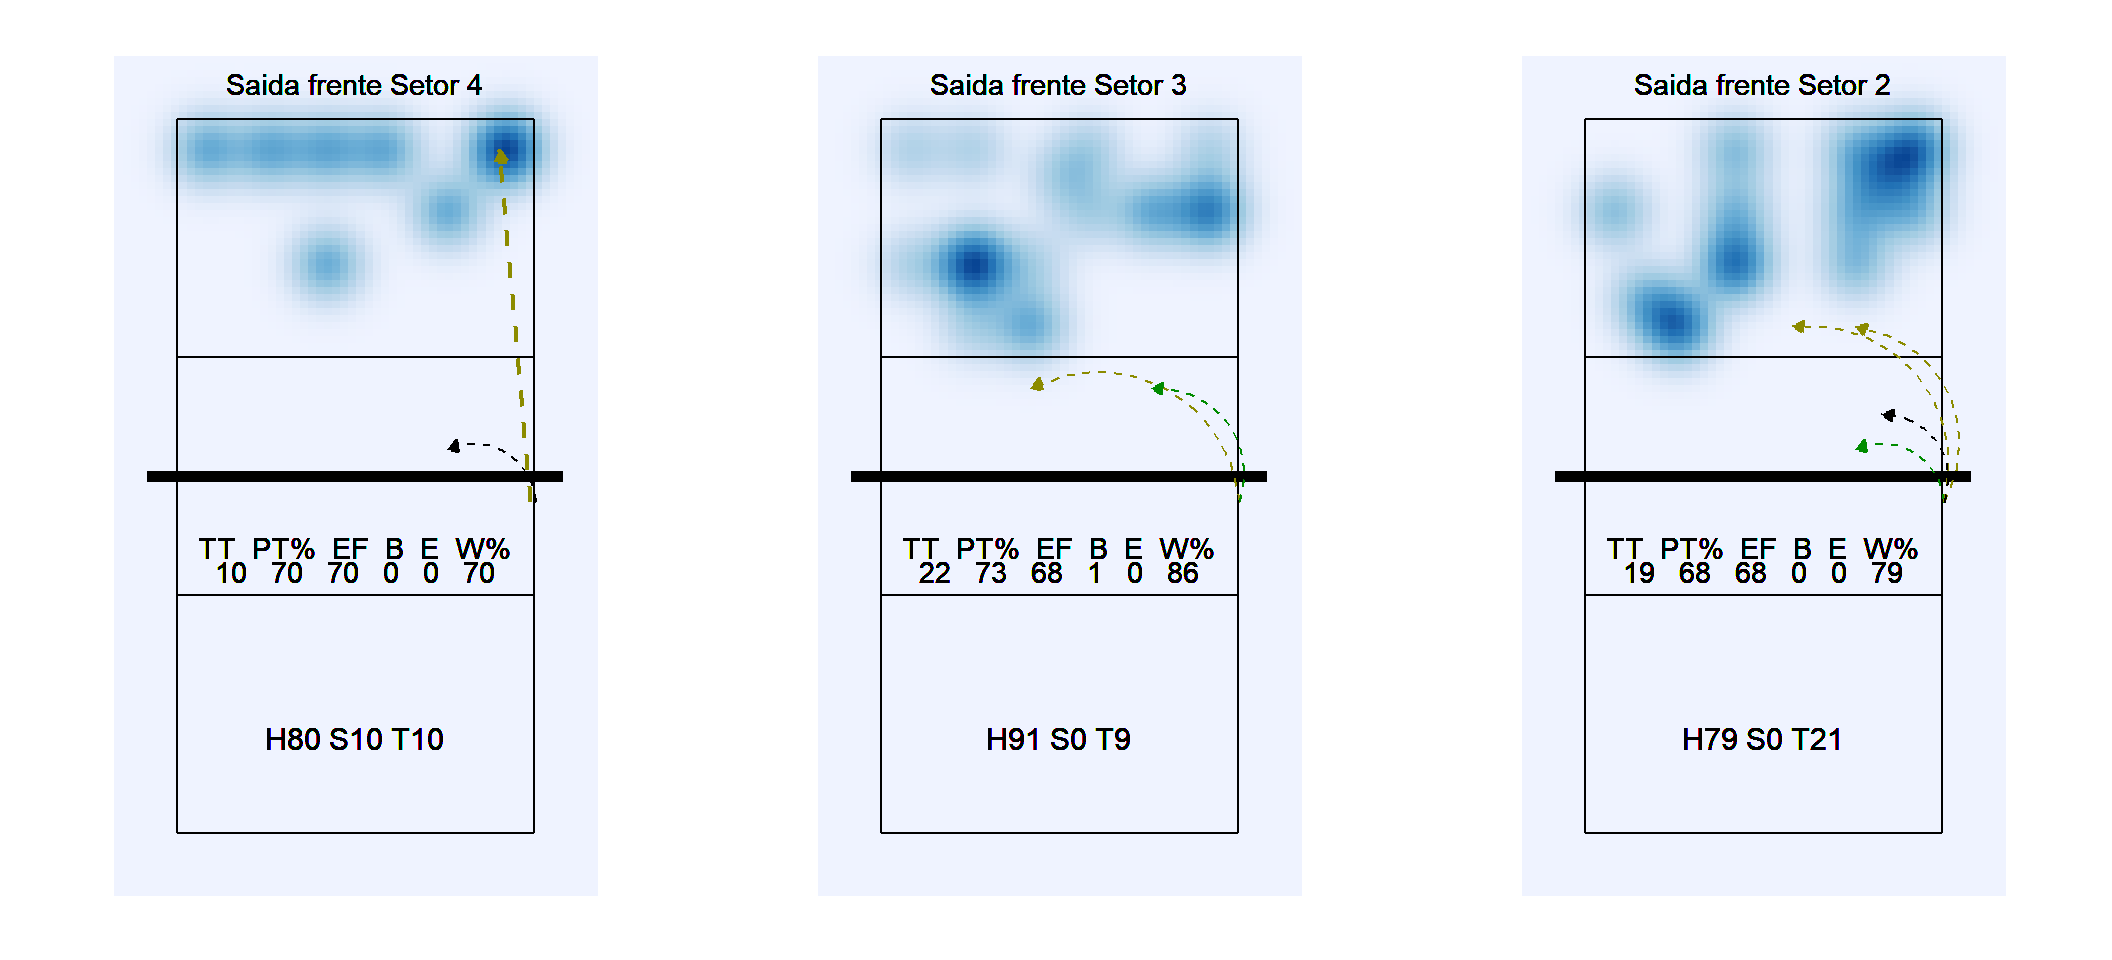 Saida frente Setor 4
TT PT% EF B E W%
10 70 70 0 0 70
H80 S10 T10
Saida frente Setor 3
TT PT% EF B E W%
22 73 68 1 0 86
H91 S0 T9
Saida frente Setor 2
TT PT% EF B E W%
19 68 68 0 0 79
H79 S0 T21